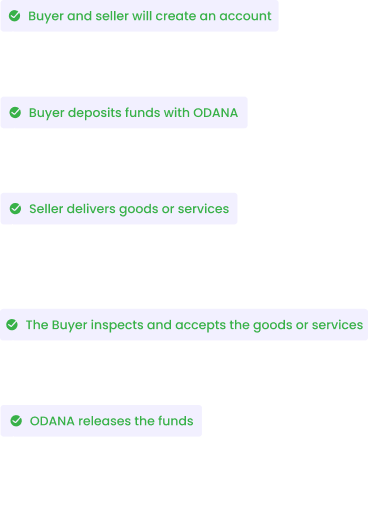 Buyer and seller will create an account
Buyer deposits funds with ODANA
Seller delivers goods or services
The Buyer inspects and accepts the goods or services
ODANA releases the funds